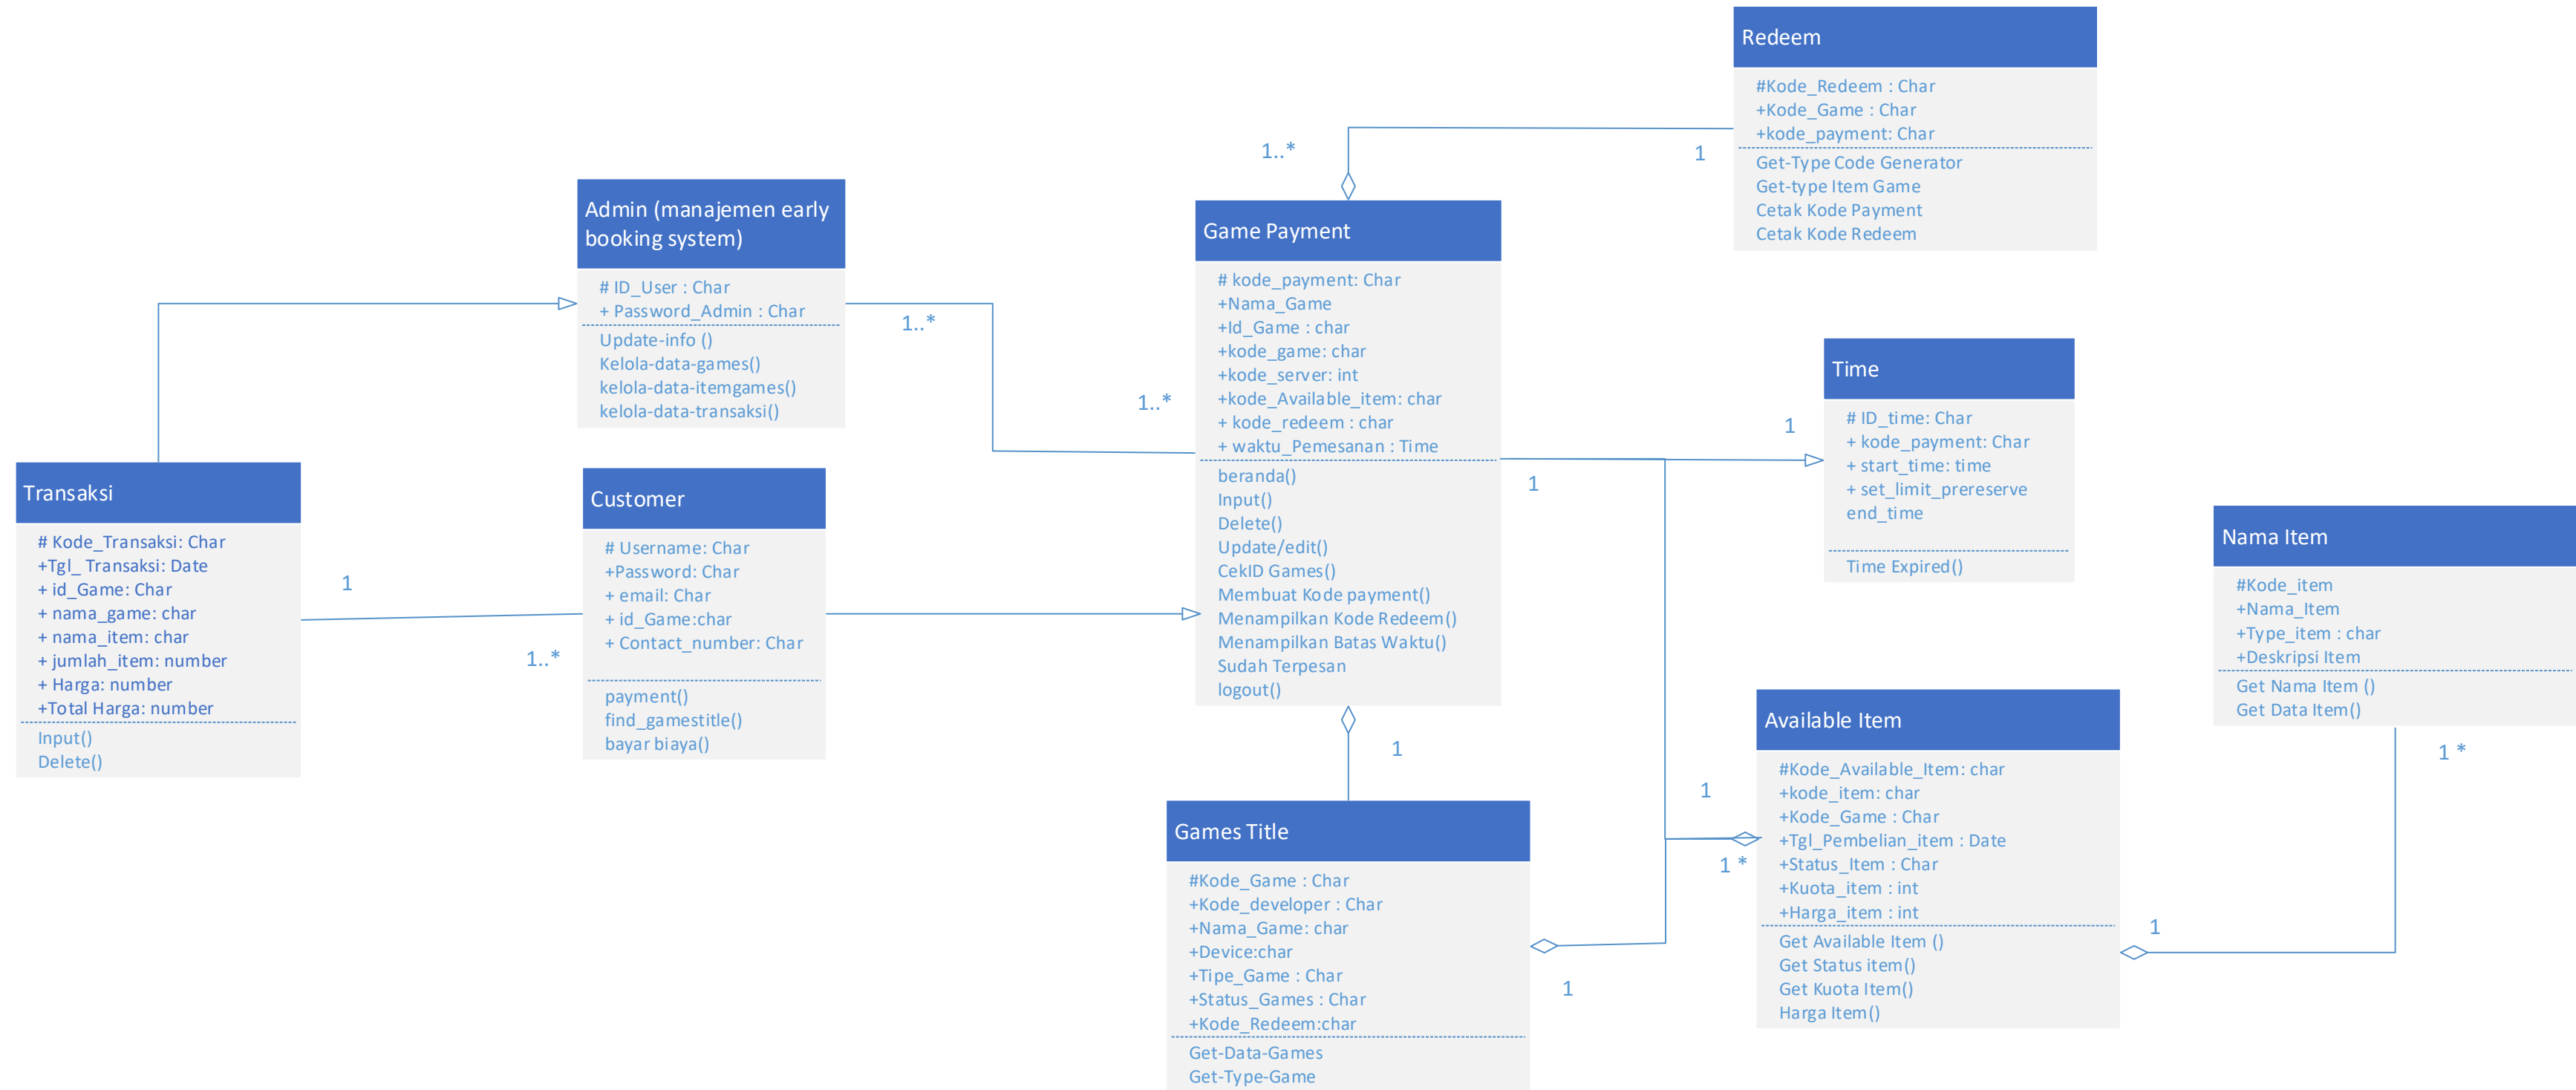 Redeem
#Kode_Redeem : Char
+Kode_Game : Char
+kode_payment: Char
Get-Type Code Generator
Get-type Item Game
Cetak Kode Payment
Cetak Kode Redeem
1..*
1
Admin (manajemen early
booking system)
# ID_User : Char
+ Password_Admin : Char
Update-info ()
Kelola-data-games()
kelola-data-itemgames()
kelola-data-transaksi()
1..*
1..*
Game Payment
# kode_payment: Char
+Nama_Game
+Id_Game : char
+kode_game: char
+kode_server: int
+kode_Available_item: char
+ kode_redeem : char
+ waktu_Pemesanan : Time
beranda()
Input()
Delete()
Update/edit()
CekID Games()
Membuat Kode payment()
Menampilkan Kode Redeem()
Menampilkan Batas Waktu()
Sudah Terpesan
logout()
1
1
Time
# ID_time: Char
+ kode_payment: Char
+ start_time: time
+ set_limit_prereserve
end_time
Time Expired()
Transaksi
# Kode_Transaksi: Char
+Tgl_ Transaksi: Date
+ id_Game: Char
+ nama_game: char
+ nama_item: char
+ jumlah_item: number
+ Harga: number
+Total Harga: number
Input()
Delete()
1
1..*
Customer
# Username: Char
+Password: Char
+ email: Char
+ id_Game:char
+ Contact_number: Char
payment()
find_gamestitle()
bayar biaya()
Nama Item
#Kode_item
+Nama_Item
+Type_item : char
+Deskripsi Item
Get Nama Item ()
Get Data Item()
1 *
1
Games Title
#Kode_Game : Char
+Kode_developer : Char
+Nama_Game: char
+Device:char
+Tipe_Game : Char
+Status_Games : Char
+Kode_Redeem:char
Get-Data-Games
Get-Type-Game
1
1
1 *
Available Item
#Kode_Available_Item: char
+kode_item: char
+Kode_Game : Char
+Tgl_Pembelian_item : Date
+Status_Item : Char
+Kuota_item : int
+Harga_item : int
Get Available Item ()
Get Status item()
Get Kuota Item()
Harga Item()
1